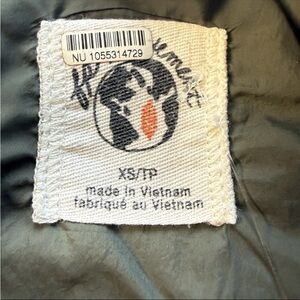 NU 1055314729
XS/TP
made in Vietnam
fabriqué au Vietnam